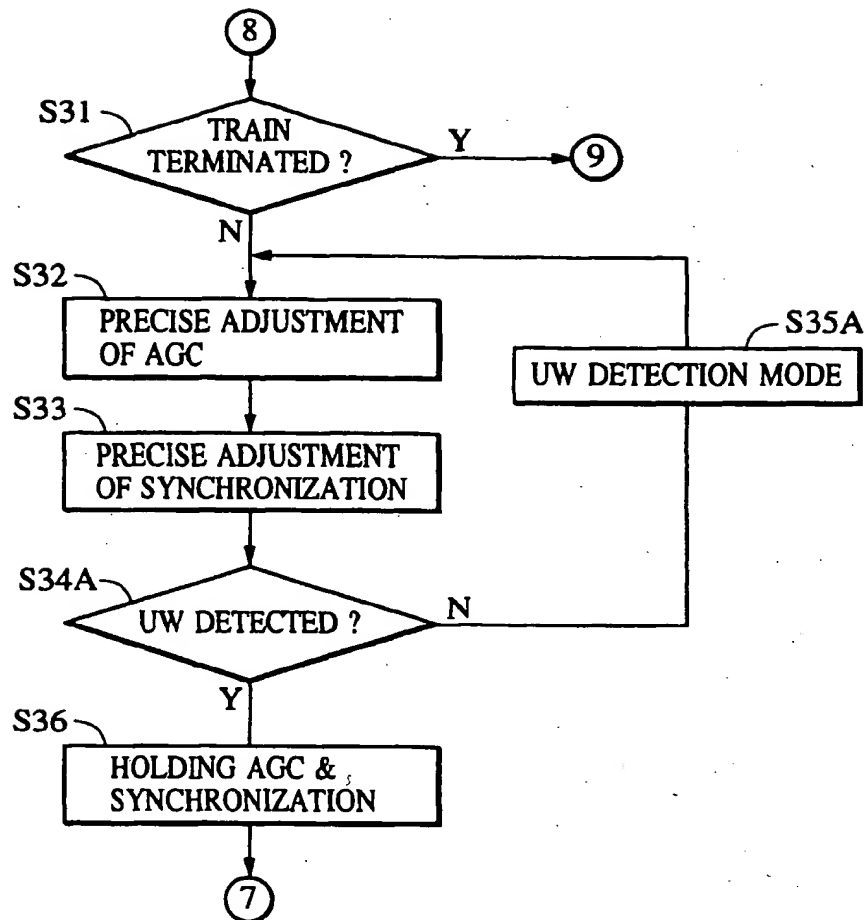 8
S31
TRAIN
TERMINATED ?
Y
9
N
S32
PRECISE ADJUSTMENT
OF AGC
S35A
UW DETECTION MODE
S33
PRECISE ADJUSTMENT
OF SYNCHRONIZATION
S34A
UW DETECTED ?
N
Y
S36
HOLDING AGC &
SYNCHRONIZATION
7